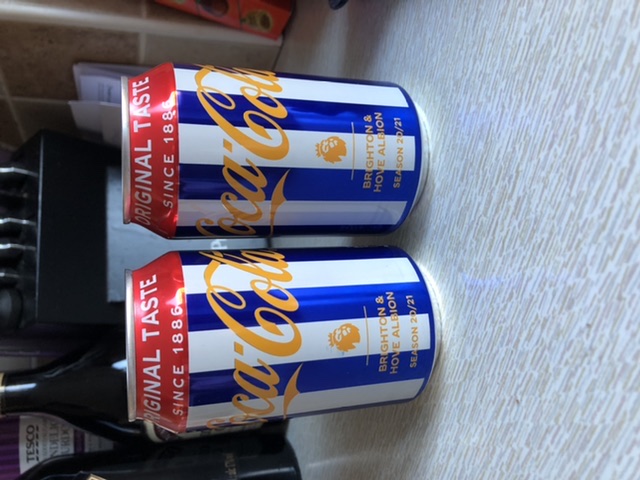 ORIGINAL TASTE
SINCE 1886
Coca-Cola
BRIGHTON &
HOVE ALBION
SEASON 20/21
ORIGINAL TASTE
SINCE 1886
Coca-Cola
BRIGHTON &
HOVE ALBION
SEASON 20/21
TESCO